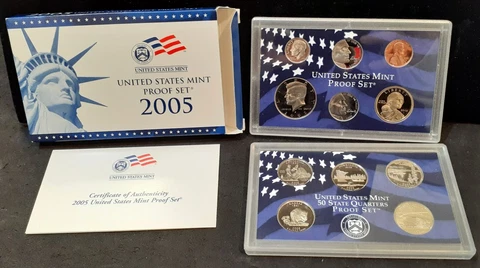 UNITED STATES MINT
UNITED STATES MINT
PROOF SET®
2005
UNITED STATES MINT
PROOF SET®
Certificate of Authenticity
2005 United States Mint Proof Set®
UNITED STATES MINT
50 STATE QUARTERS
PROOF SET™